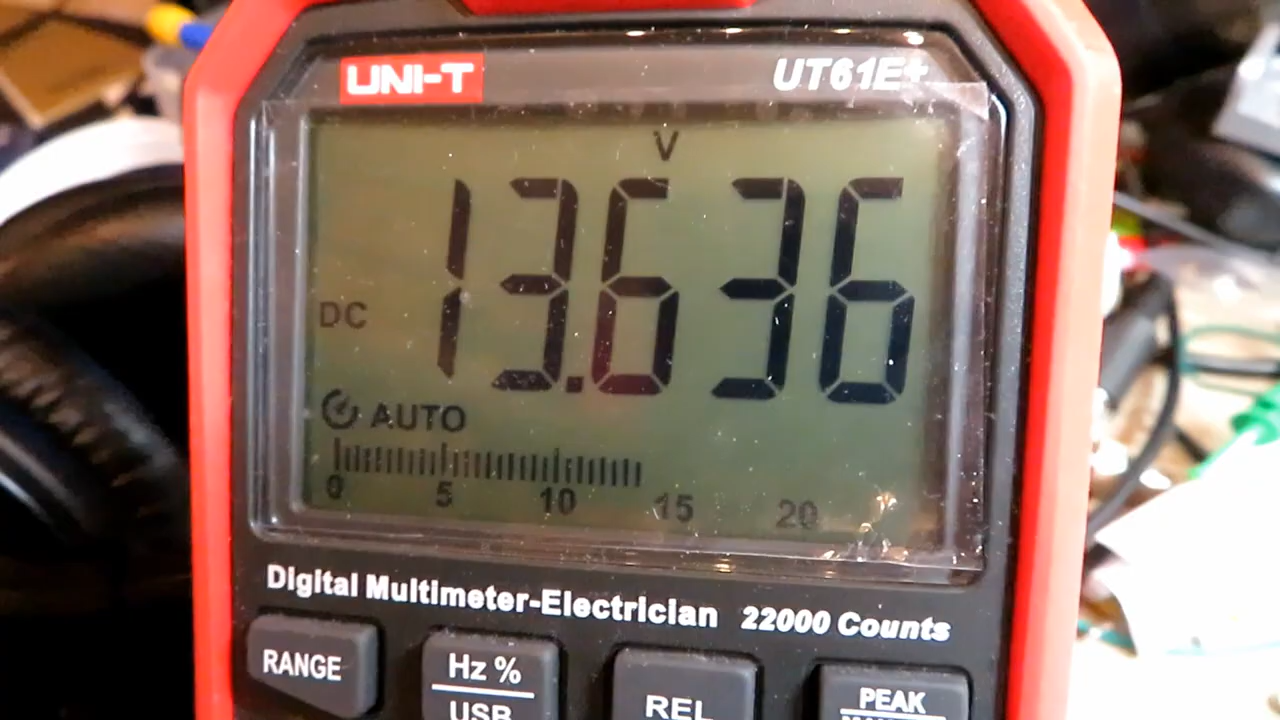 UNI-T UT61E+
V
DC 13.636
AUTO
0 5 10 15 20
Digital Multimeter-Electrician 22000 Counts
RANGE Hz % REL PEAK
USB